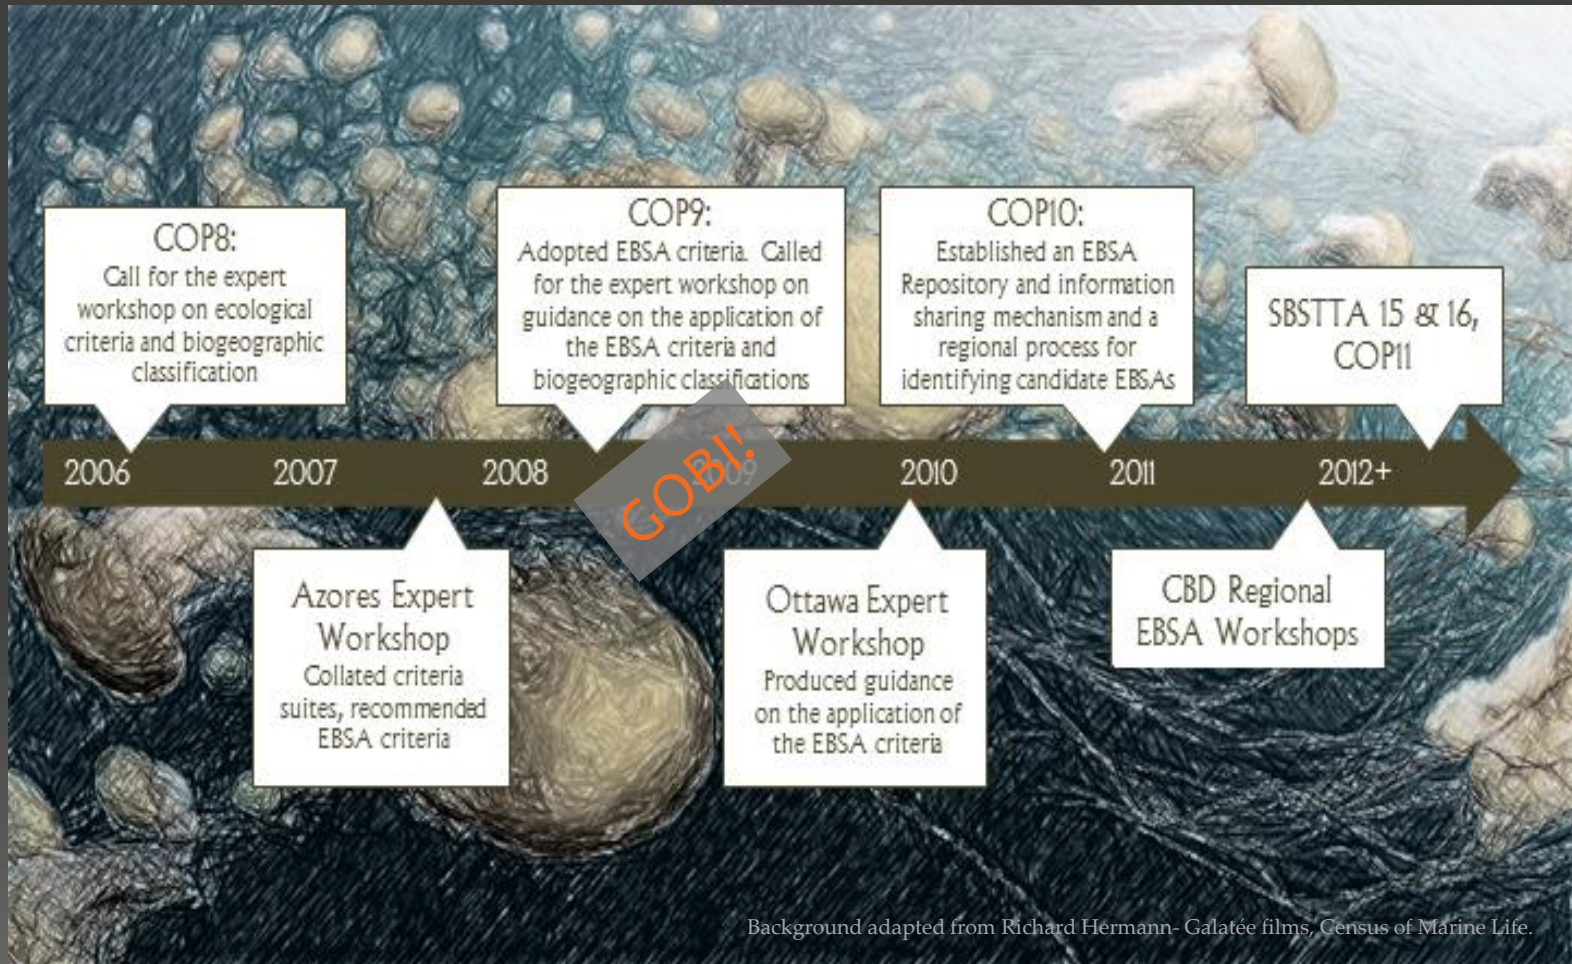 COP8:
Call for the expert
workshop on ecological
criteria and biogeographic
classification
COP9:
Adopted EBSA criteria. Called
for the expert workshop on
guidance on the application of
the EBSA criteria and
biogeographic classifications
COP10:
Established an EBSA
Repository and information
sharing mechanism and a
regional process for
identifying candidate EBSAs
SBSTTA 15 & 16,
COP11
2006 2007 2008 2009 2010 2011 2012+
GOBI!
Azores Expert
Workshop
Collated criteria
suites, recommended
EBSA criteria
Ottawa Expert
Workshop
Produced guidance
on the application of
the EBSA criteria
CBD Regional
EBSA Workshops
Background adapted from Richard Hermann- Galatée films, Census of Marine Life.